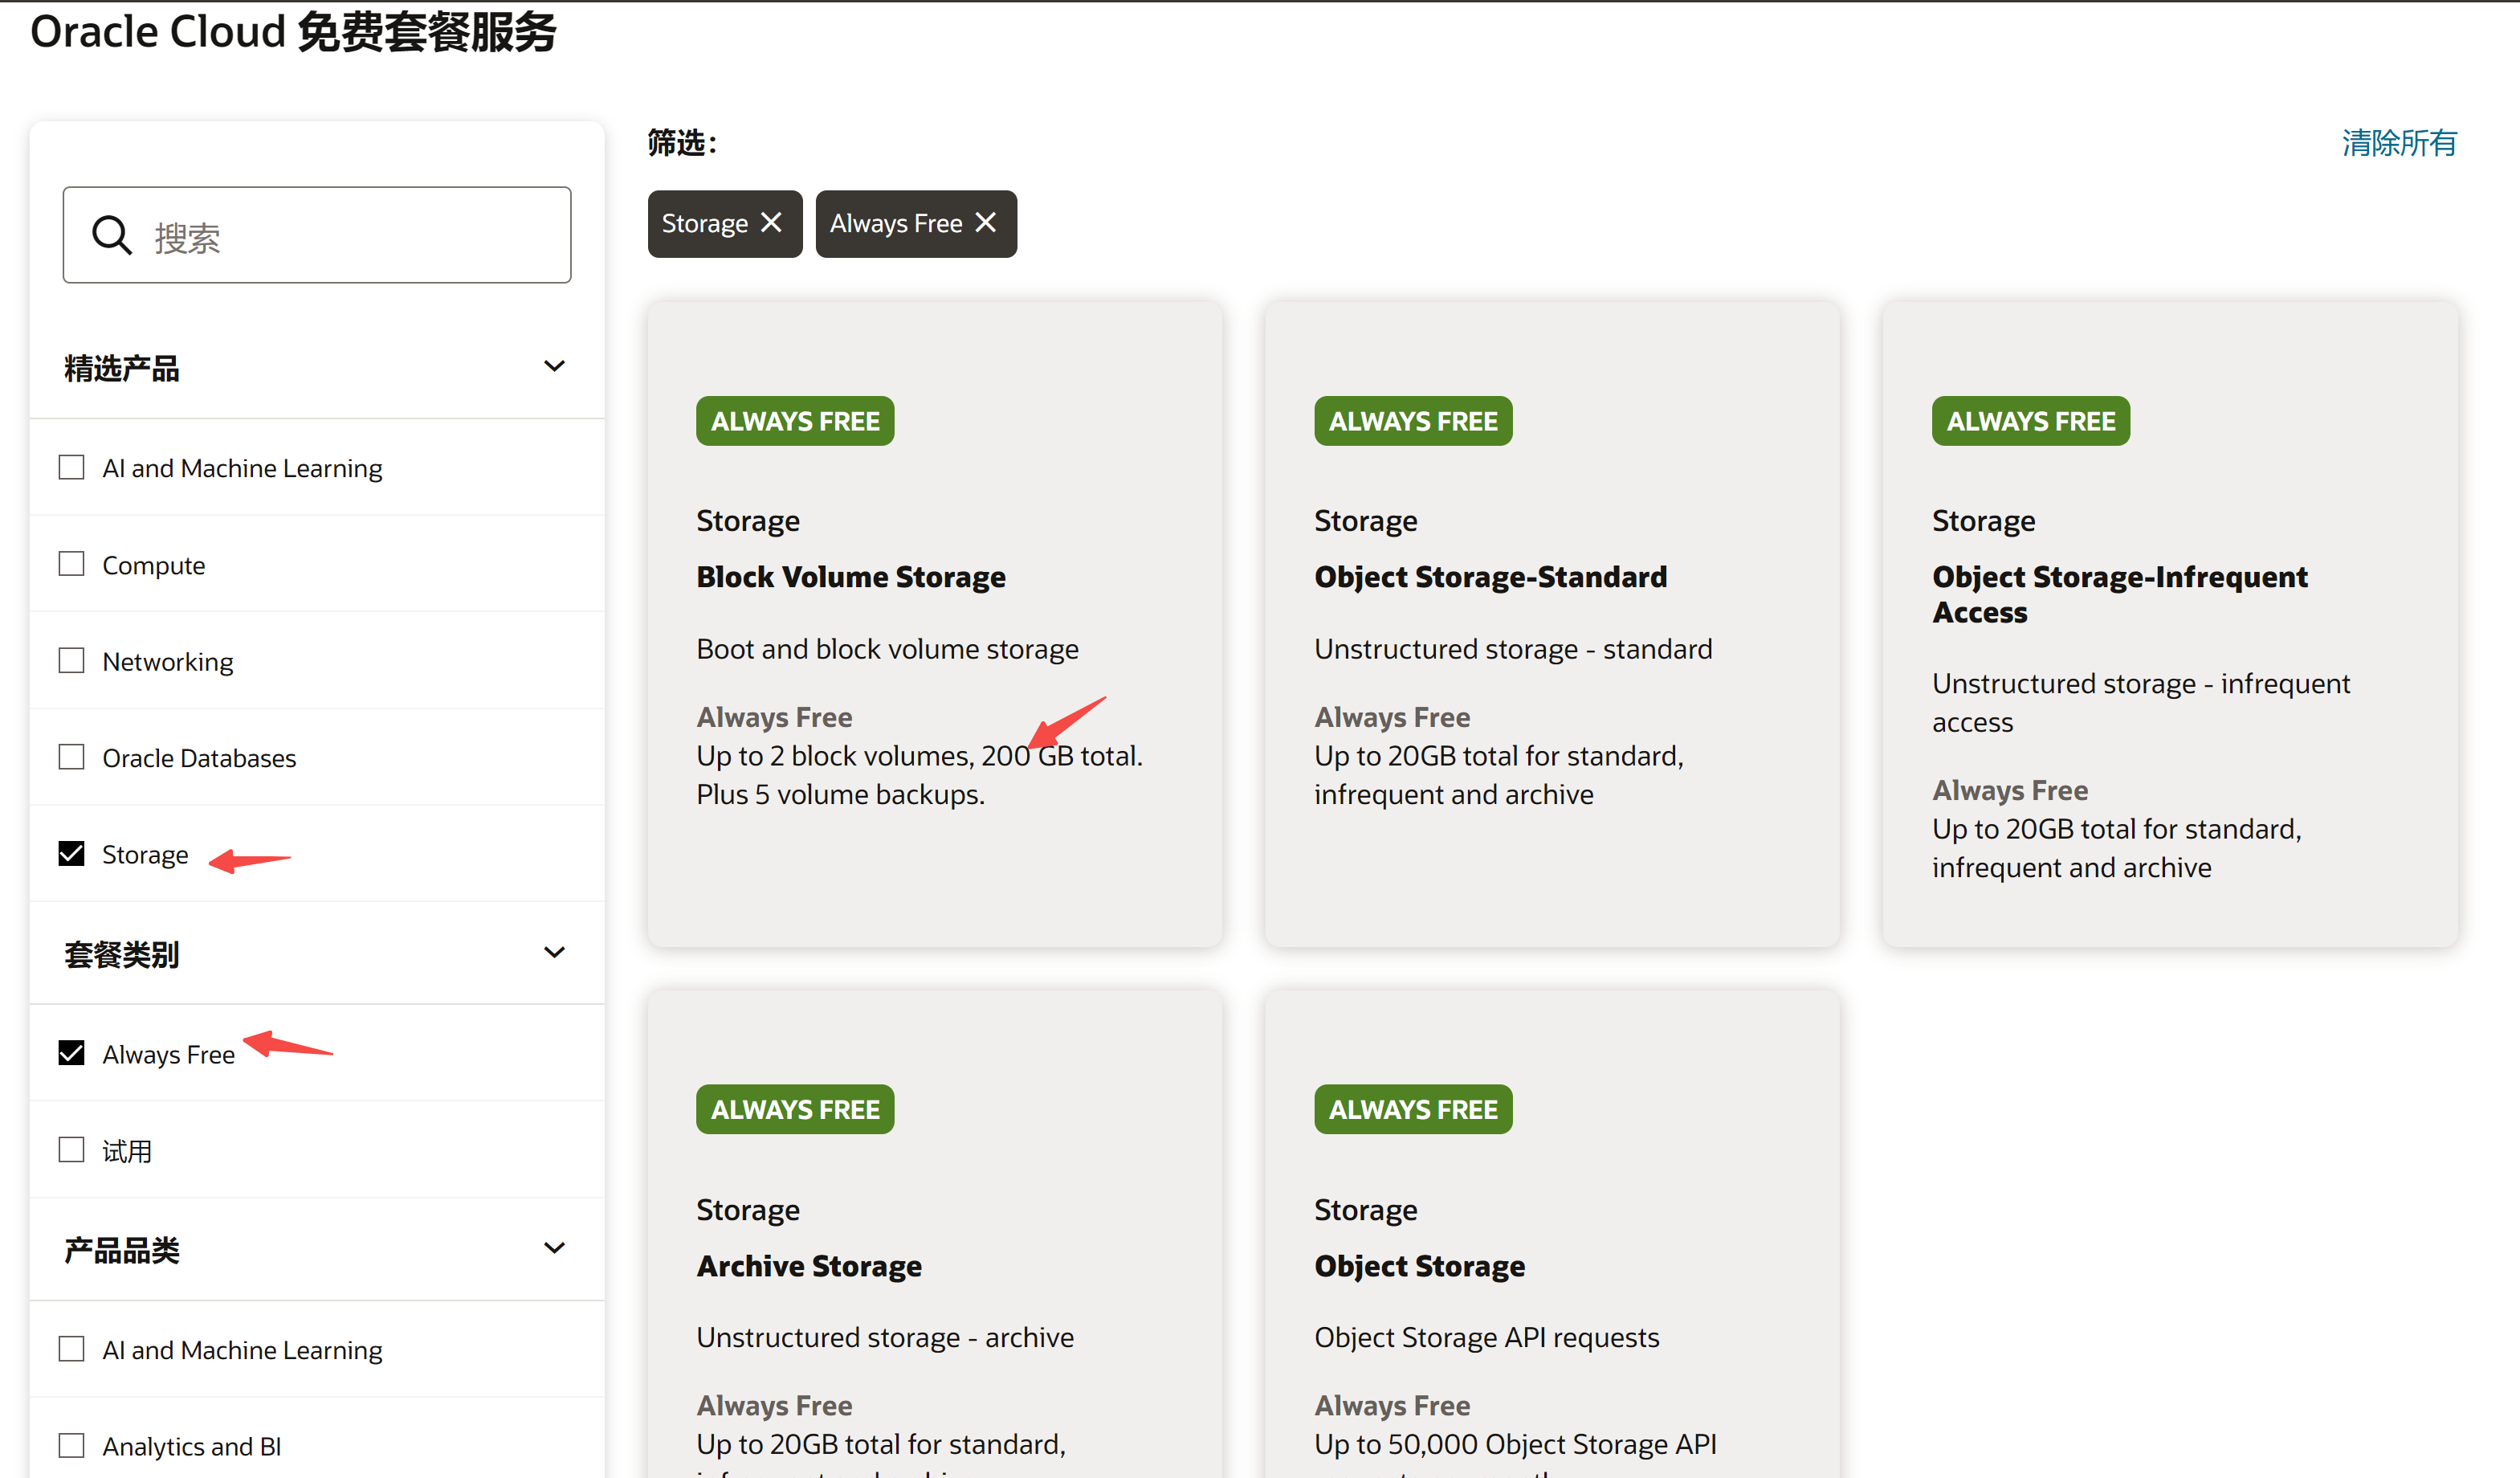 Oracle Cloud 免费套餐服务
搜索
精选产品
AI and Machine Learning
Compute
Networking
Oracle Databases
Storage
套餐类别
Always Free
试用
产品品类
AI and Machine Learning
Analytics and BI
筛选：
清除所有
Storage
Always Free
ALWAYS FREE
Storage
Block Volume Storage
Boot and block volume storage
Always Free
Up to 2 block volumes, 200 GB total.
Plus 5 volume backups.
ALWAYS FREE
Storage
Object Storage-Standard
Unstructured storage - standard
Always Free
Up to 20GB total for standard,
infrequent and archive
ALWAYS FREE
Storage
Object Storage-Infrequent
Access
Unstructured storage - infrequent
access
Always Free
Up to 20GB total for standard,
infrequent and archive
ALWAYS FREE
Storage
Archive Storage
Unstructured storage - archive
Always Free
Up to 20GB total for standard,
ALWAYS FREE
Storage
Object Storage
Object Storage API requests
Always Free
Up to 50,000 Object Storage API